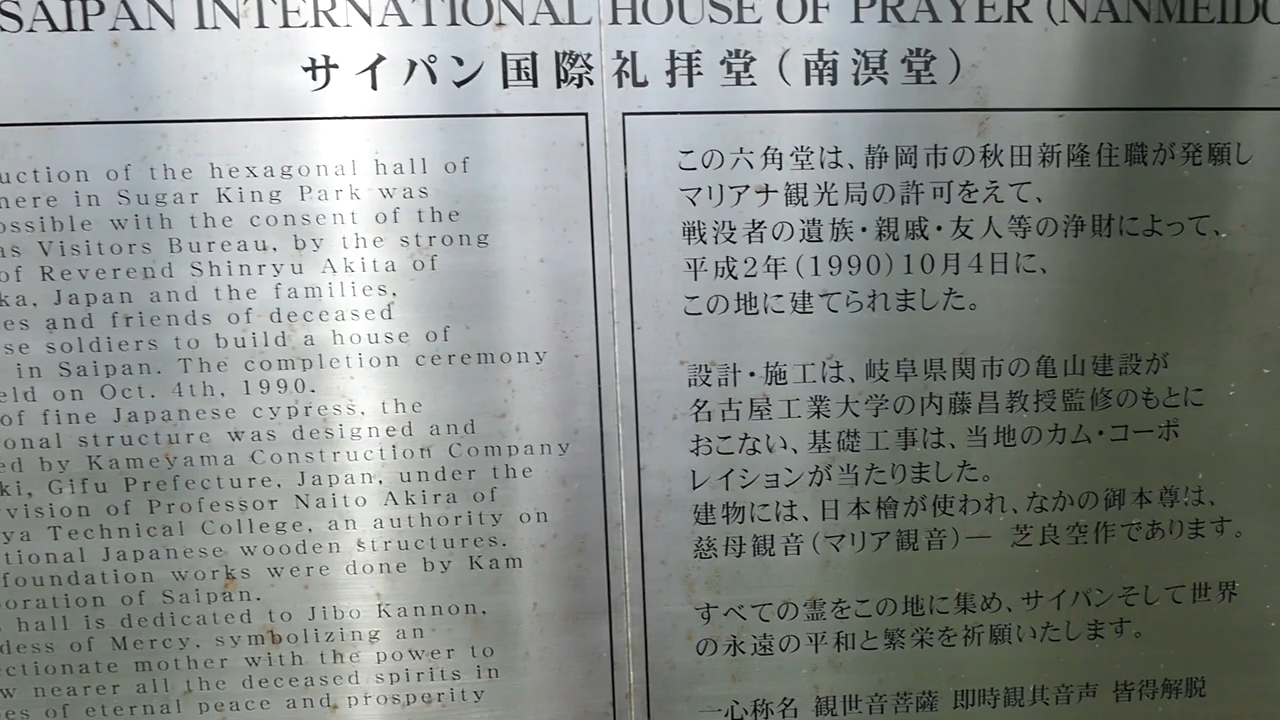 SAIPAN INTERNATIONAL HOUSE OF PRAYER (NANMEIDO
サイパン国際礼拝堂(南溟堂)
uction of the hexagonal hall of
here in Sugar King Park was
ossible with the consent of the
as Visitors Bureau, by the strong
of Reverend Shinryu Akita of
ka, Japan and the families,
es and friends of deceased
se soldiers to build a house of
in Saipan. The completion ceremony
eld on Oct. 4th, 1990.
of fine Japanese cypress, the
onal structure was designed and
ed by Kameyama Construction Company
ki, Gifu Prefecture, Japan, under the
vision of Professor Naito Akira of
ya Technical College, an authority on
tional Japanese wooden structures.
foundation works were done by Kam
oration of Saipan.
hall is dedicated to Jibo Kannon,
dess of Mercy, symbolizing an
ectionate mother with the power to
w nearer all the deceased spirits in
es of eternal peace and prosperity
この六角堂は、静岡市の秋田新隆住職が発願し
マリアナ観光局の許可をえて、
戦没者の遺族・親戚・友人等の浄財によって、
平成2年(1990)10月4日に、
この地に建てられました。
設計・施工は、岐阜県関市の亀山建設が
名古屋工業大学の内藤昌教授監修のもとに
おこない、基礎工事は、当地のカム・コーポ
レイションが当たりました。
建物には、日本檜が使われ、なかの御本尊は、
慈母観音(マリア観音)― 芝良空作であります。
すべての霊をこの地に集め、サイパンそして世界
の永遠の平和と繁栄を祈願いたします。
一心称名 観世音菩薩 即時観其音声 皆得解脱